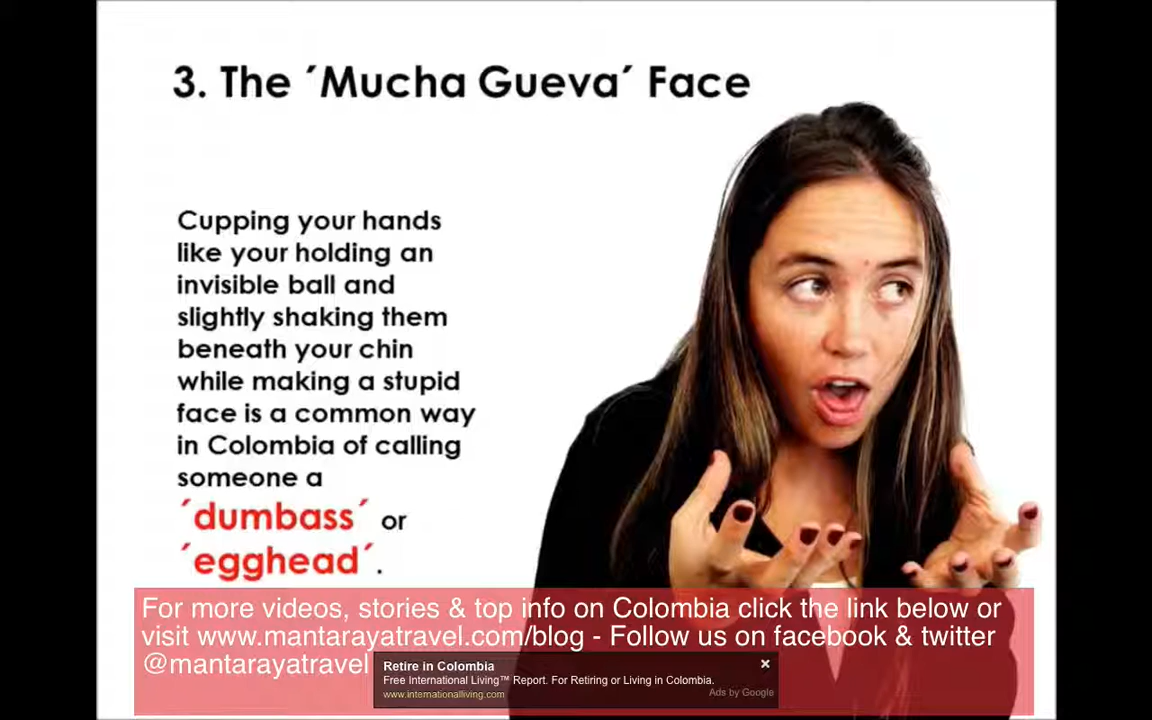 3. The ´Mucha Gueva´ Face
Cupping your hands
like your holding an
invisible ball and
slightly shaking them
beneath your chin
while making a stupid
face is a common way
in Colombia of calling
someone a
´dumbass´ or
´egghead´.
For more videos, stories & top info on Colombia click the link below or
visit www.mantarayatravel.com/blog - Follow us on facebook & twitter
@mantarayatravel
Retire in Colombia
Free International Living™ Report. For Retiring or Living in Colombia.
www.internationalliving.com
Ads by Google